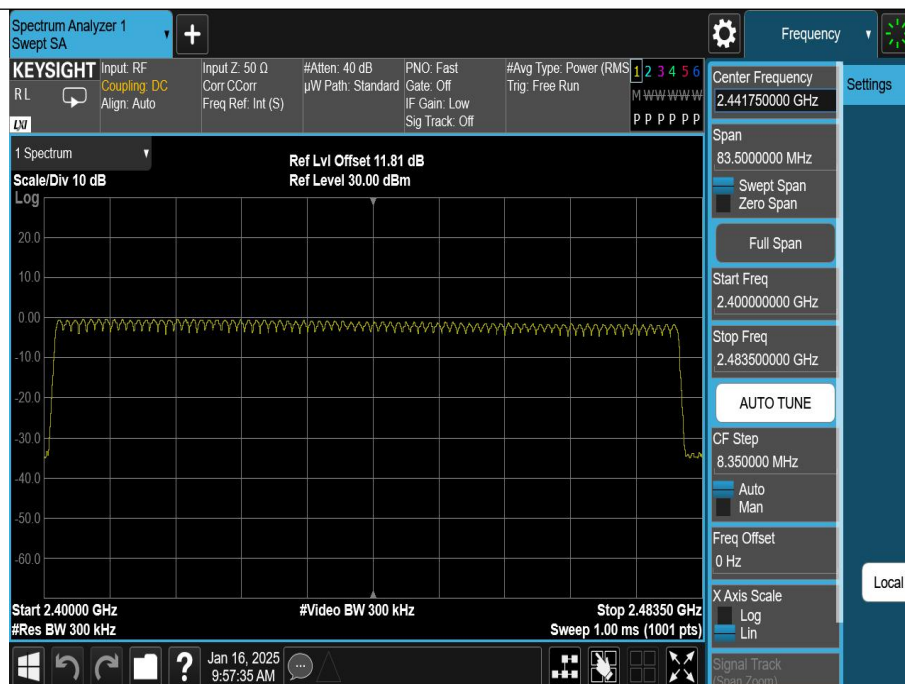 Spectrum Analyzer 1
Swept SA
+
Frequency
KEYSIGHT
RL
LXI
Input: RF
Coupling: DC
Align: Auto
Input Z: 50 Ω
Corr CCorr
Freq Ref: Int (S)
#Atten: 40 dB
µW Path: Standard
PNO: Fast
Gate: Off
IF Gain: Low
Sig Track: Off
#Avg Type: Power (RMS
Trig: Free Run
1 2 3 4 5 6
M W W W W W
P P P P P P
1 Spectrum
Scale/Div 10 dB
Ref Lvl Offset 11.81 dB
Ref Level 30.00 dBm
Log
20.0
10.0
0.00
-10.0
-20.0
-30.0
-40.0
-50.0
-60.0
Start 2.40000 GHz
#Video BW 300 kHz
Stop 2.48350 GHz
#Res BW 300 kHz
Sweep 1.00 ms (1001 pts)
Center Frequency
2.441750000 GHz
Settings
Span
83.5000000 MHz
Swept Span
Zero Span
Full Span
Start Freq
2.400000000 GHz
Stop Freq
2.483500000 GHz
AUTO TUNE
CF Step
8.350000 MHz
Auto
Man
Freq Offset
0 Hz
Local
X Axis Scale
Log
Lin
Signal Track
(Span Zoom)
?
Jan 16, 2025
9:57:35 AM